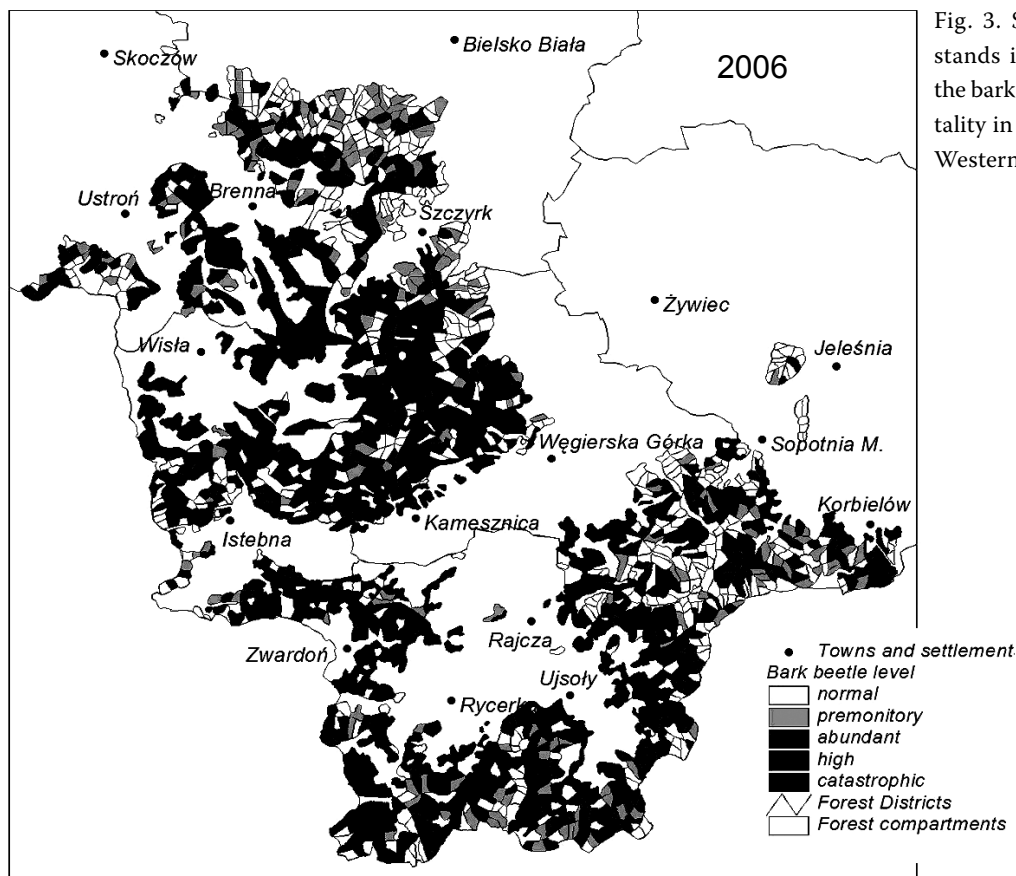 Fig. 3. S
stands i
the bark
tality in
Western
2006
Skoczów
Bielsko Biała
Ustroń
Brenna
Szczyrk
Żywiec
Wisła
Jeleśnia
Węgierska Górka
Sopotnia M.
Korbielów
Kamesznica
Istebna
Rajcza
Zwardoń
Ujsoły
Rycerk
Towns and settlements
Bark beetle level
normal
premonitory
abundant
high
catastrophic
Forest Districts
Forest compartments